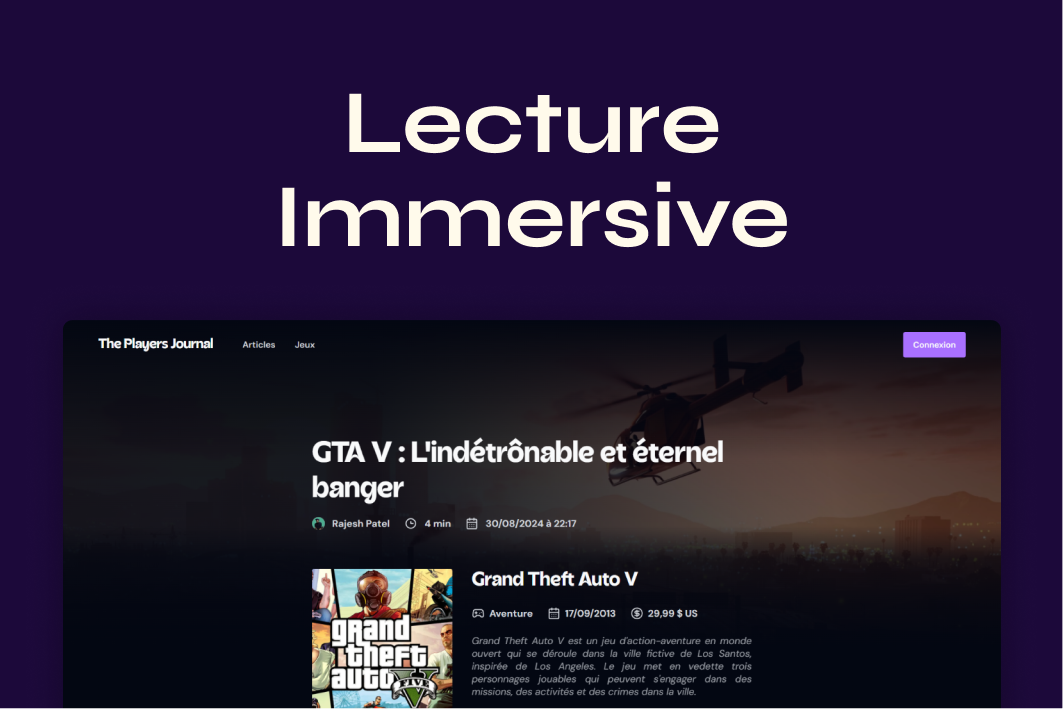 Lecture
Immersive
The Players Journal Articles Jeux Connexion
GTA V : L'indétrônable et éternel
banger
Rajesh Patel 4 min 30/08/2024 à 22:17
Grand Theft Auto V
Aventure 17/09/2013 29,99 $ US
Grand Theft Auto V est un jeu d'action-aventure en monde
ouvert qui se déroule dans la ville fictive de Los Santos,
inspirée de Los Angeles. Le jeu met en vedette trois
personnages jouables qui peuvent s'engager dans des
missions, des activités et des crimes dans la ville.
grand
theft
auto
V
FIVE